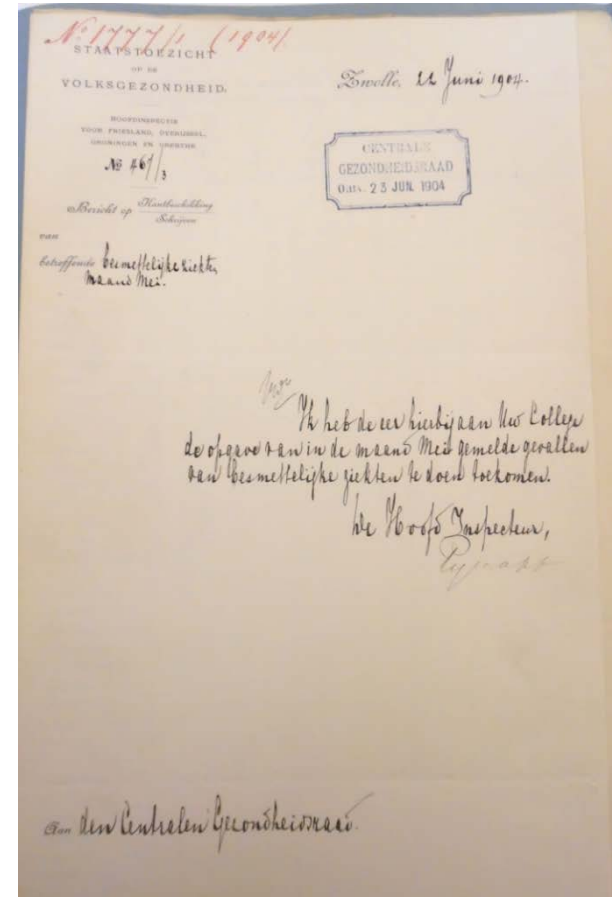 No 1777/1 (1904)
STAATSTOEZICHT
OP DE
VOLKSGEZONDHEID.
Zwolle, 22 Juni 1904.
HOOFDINSPECTIE
VOOR FRIESLAND, OVERIJSSEL,
GRONINGEN EN DRENTHE
No 461/3
CENTRALE
GEZONDHEIDSRAAD
Ontv. 23 JUN. 1904
Bericht op Kantbeschikking
Schrijven
van
betreffende besmettelijke ziekten,
maand Mei.
Ik heb de eer hierbij aan Uw College
de opgave van in de maand Mei gemelde gevallen
van besmettelijke ziekten te doen toekomen.
De Hoofd Inspecteur,
Aan den Centralen Gezondheidsraad.